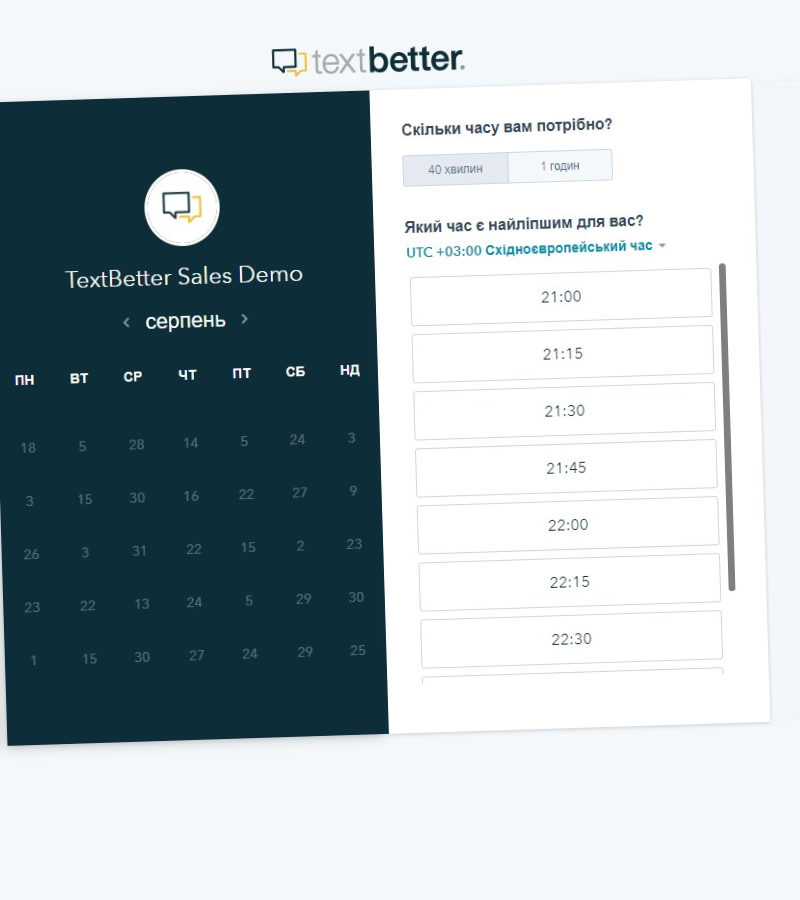 textbetter.
TextBetter Sales Demo
серпень
ПН ВТ СР ЧТ ПТ СБ НД
18 5 28 14 5 24 3
3 15 30 16 22 27 9
26 3 31 22 15 2 23
23 22 13 24 5 29 30
1 15 30 27 24 29 25
Скільки часу вам потрібно?
40 хвилин 1 годин
Який час є найліпшим для вас?
UTC +03:00 Східноєвропейський час
21:00
21:15
21:30
21:45
22:00
22:15
22:30